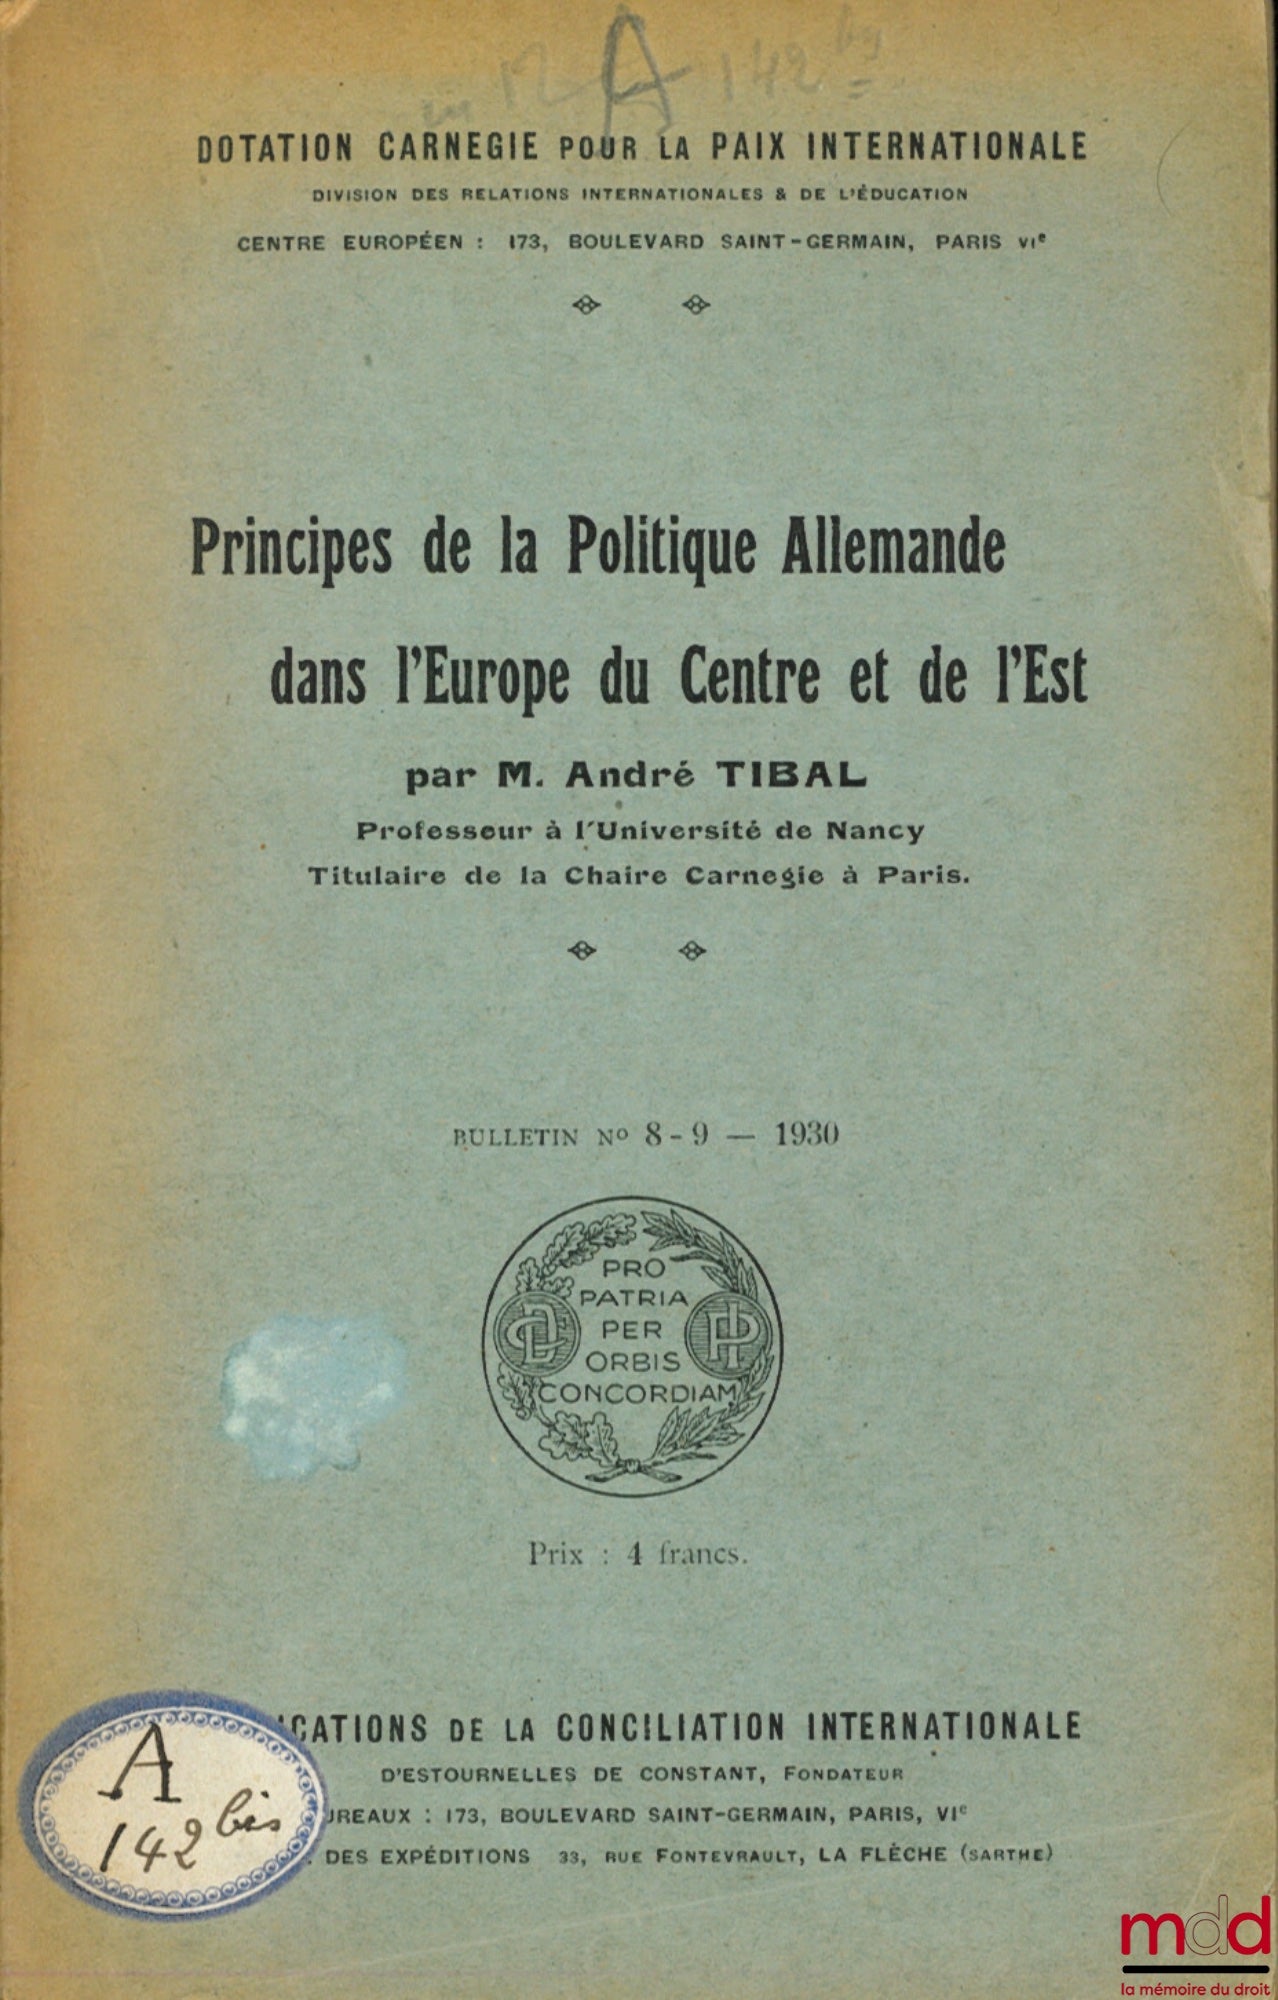 A 142 bis
DOTATION CARNEGIE POUR LA PAIX INTERNATIONALE
DIVISION DES RELATIONS INTERNATIONALES & DE L'ÉDUCATION
CENTRE EUROPÉEN : 173, BOULEVARD SAINT-GERMAIN, PARIS VIe
Principes de la Politique Allemande
dans l'Europe du Centre et de l'Est
par M. André TIBAL
Professeur à l'Université de Nancy
Titulaire de la Chaire Carnegie à Paris.
BULLETIN No 8-9 — 1930
PRO
PATRIA
PER
ORBIS
CONCORDIAM
Prix : 4 francs.
ICATIONS DE LA CONCILIATION INTERNATIONALE
D'ESTOURNELLES DE CONSTANT, FONDATEUR
UREAUX : 173, BOULEVARD SAINT-GERMAIN, PARIS, VIe
DES EXPÉDITIONS 33, RUE FONTEVRAULT, LA FLÈCHE (SARTHE)
A
142 bis
mdd
la mémoire du droit